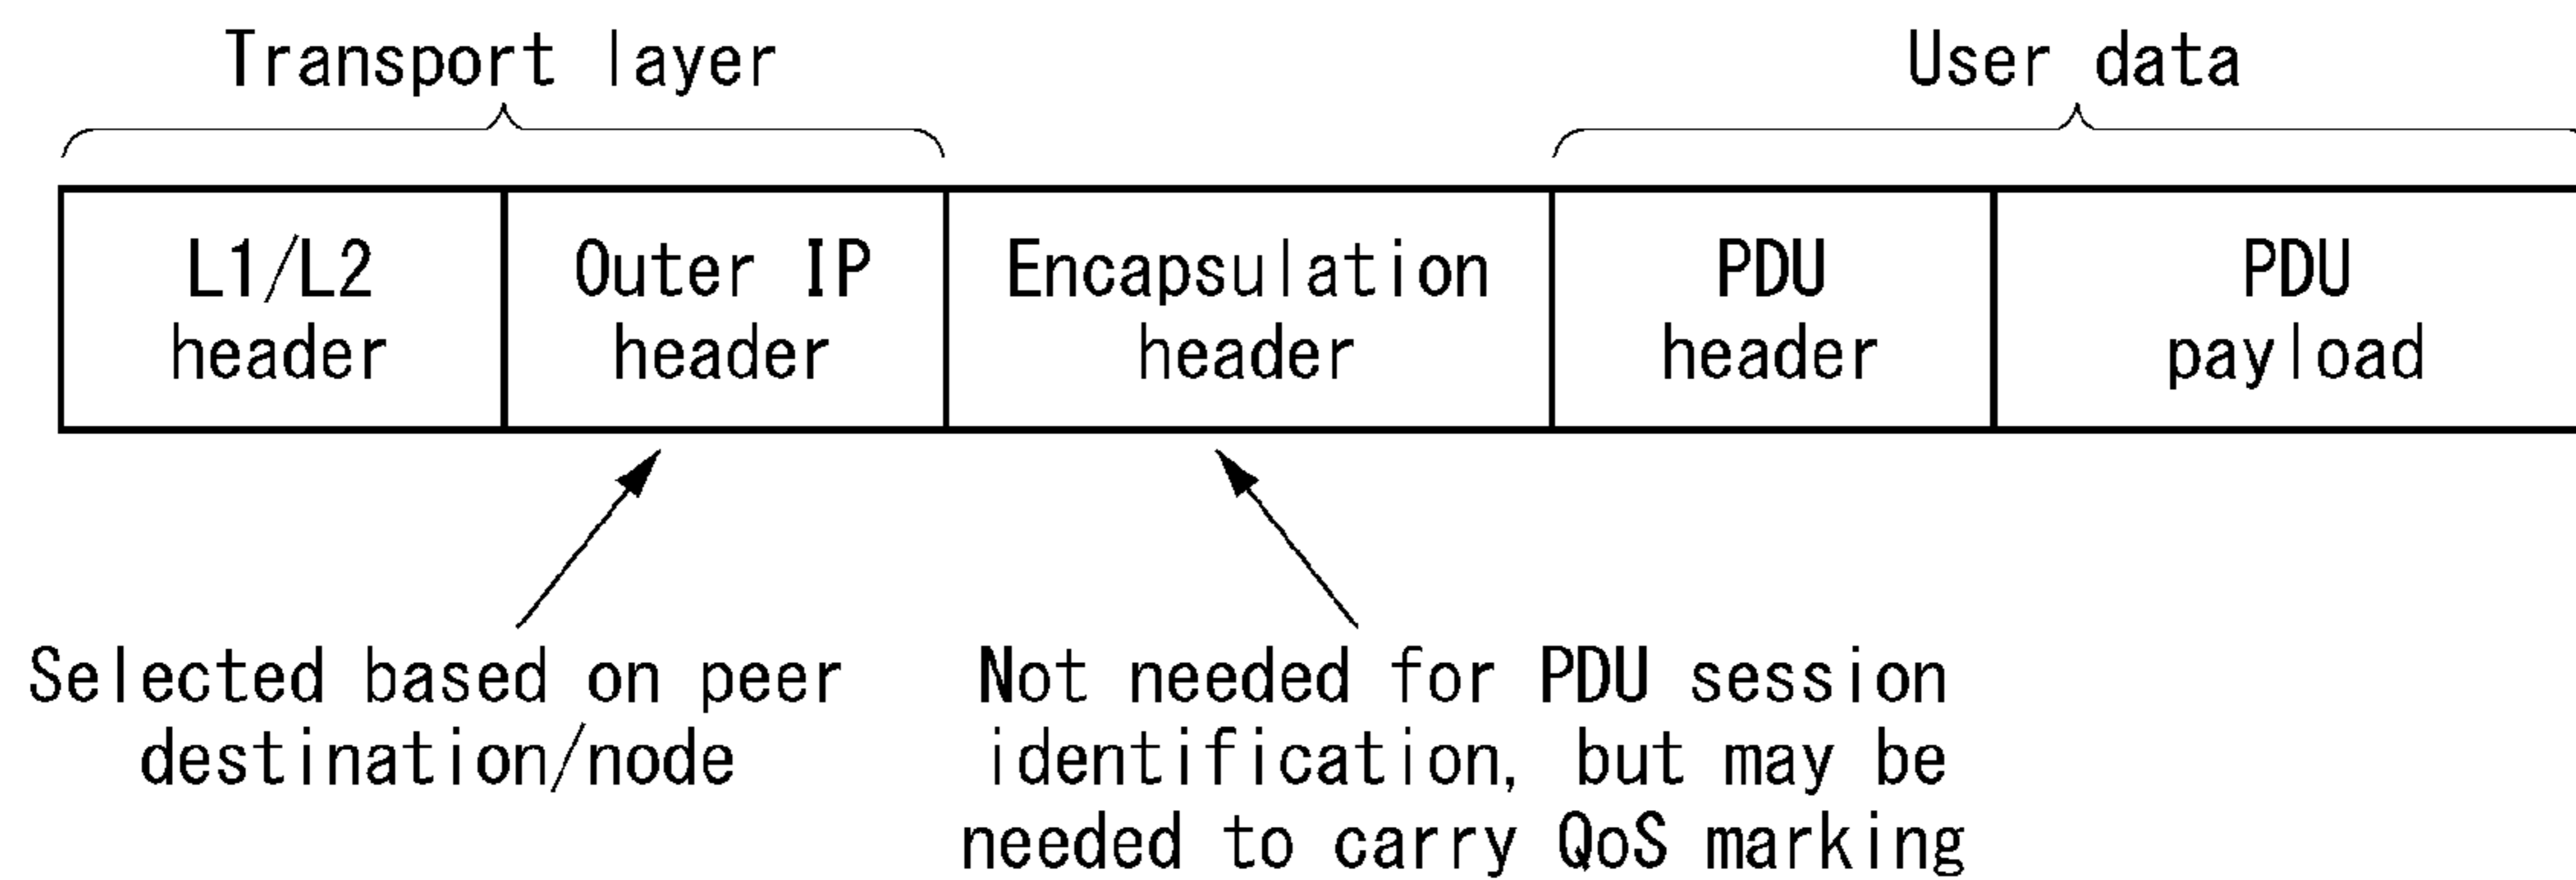 Transport layer
User data
L1/L2
header
Outer IP
header
Encapsulation
header
PDU
header
PDU
payload
Selected based on peer
destination/node
Not needed for PDU session
identification, but may be
needed to carry QoS marking